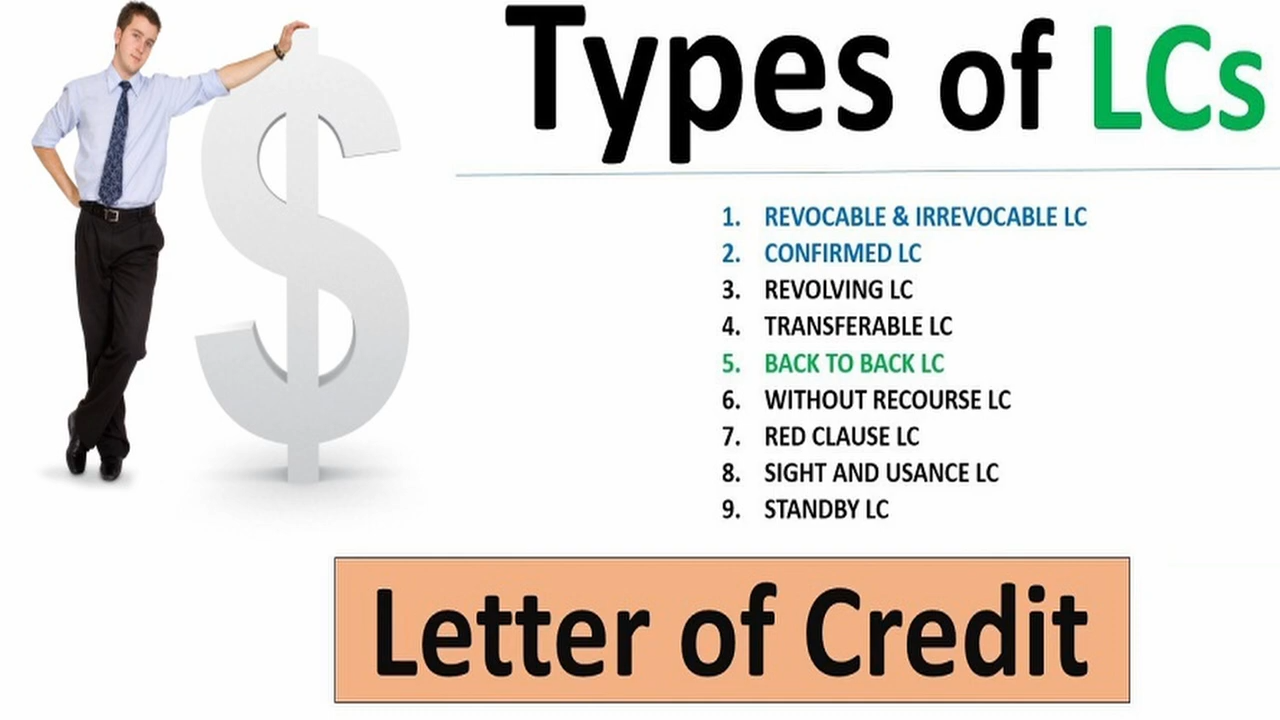 Types of LCs
1. REVOCABLE & IRREVOCABLE LC
2. CONFIRMED LC
3. REVOLVING LC
4. TRANSFERABLE LC
5. BACK TO BACK LC
6. WITHOUT RECOURSE LC
7. RED CLAUSE LC
8. SIGHT AND USANCE LC
9. STANDBY LC
Letter of Credit